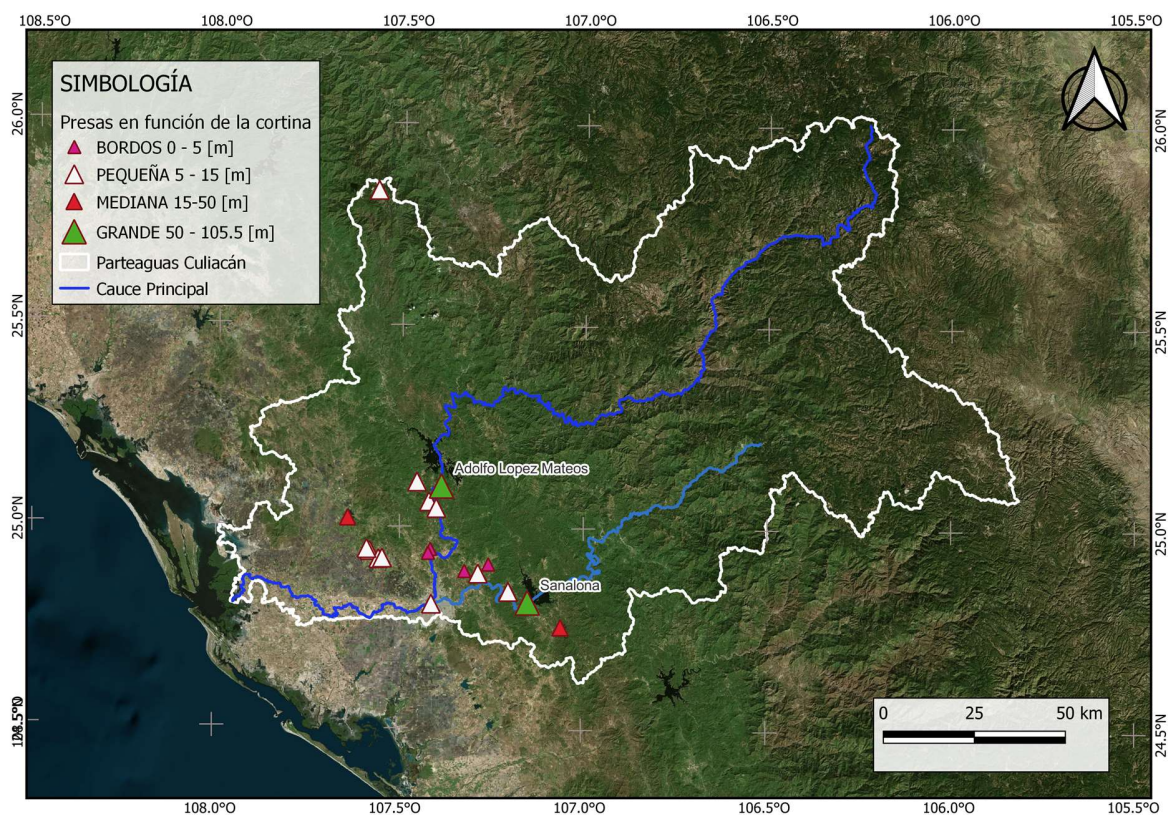 108.5°O 108.0°O 107.5°O 107.0°O 106.5°O 106.0°O 105.5°O
SIMBOLOGÍA
Presas en función de la cortina
BORDOS 0 - 5 [m]
PEQUEÑA 5 - 15 [m]
MEDIANA 15-50 [m]
GRANDE 50 - 105.5 [m]
Parteaguas Culiacán
Cauce Principal
26.0°N
26.0°N
25.5°N
25.5°N
Adolfo Lopez Mateos
25.0°N
25.0°N
Sanalona
0 25 50 km
24.5°N
108.0°O 107.5°O 107.0°O 106.5°O 106.0°O 105.5°O